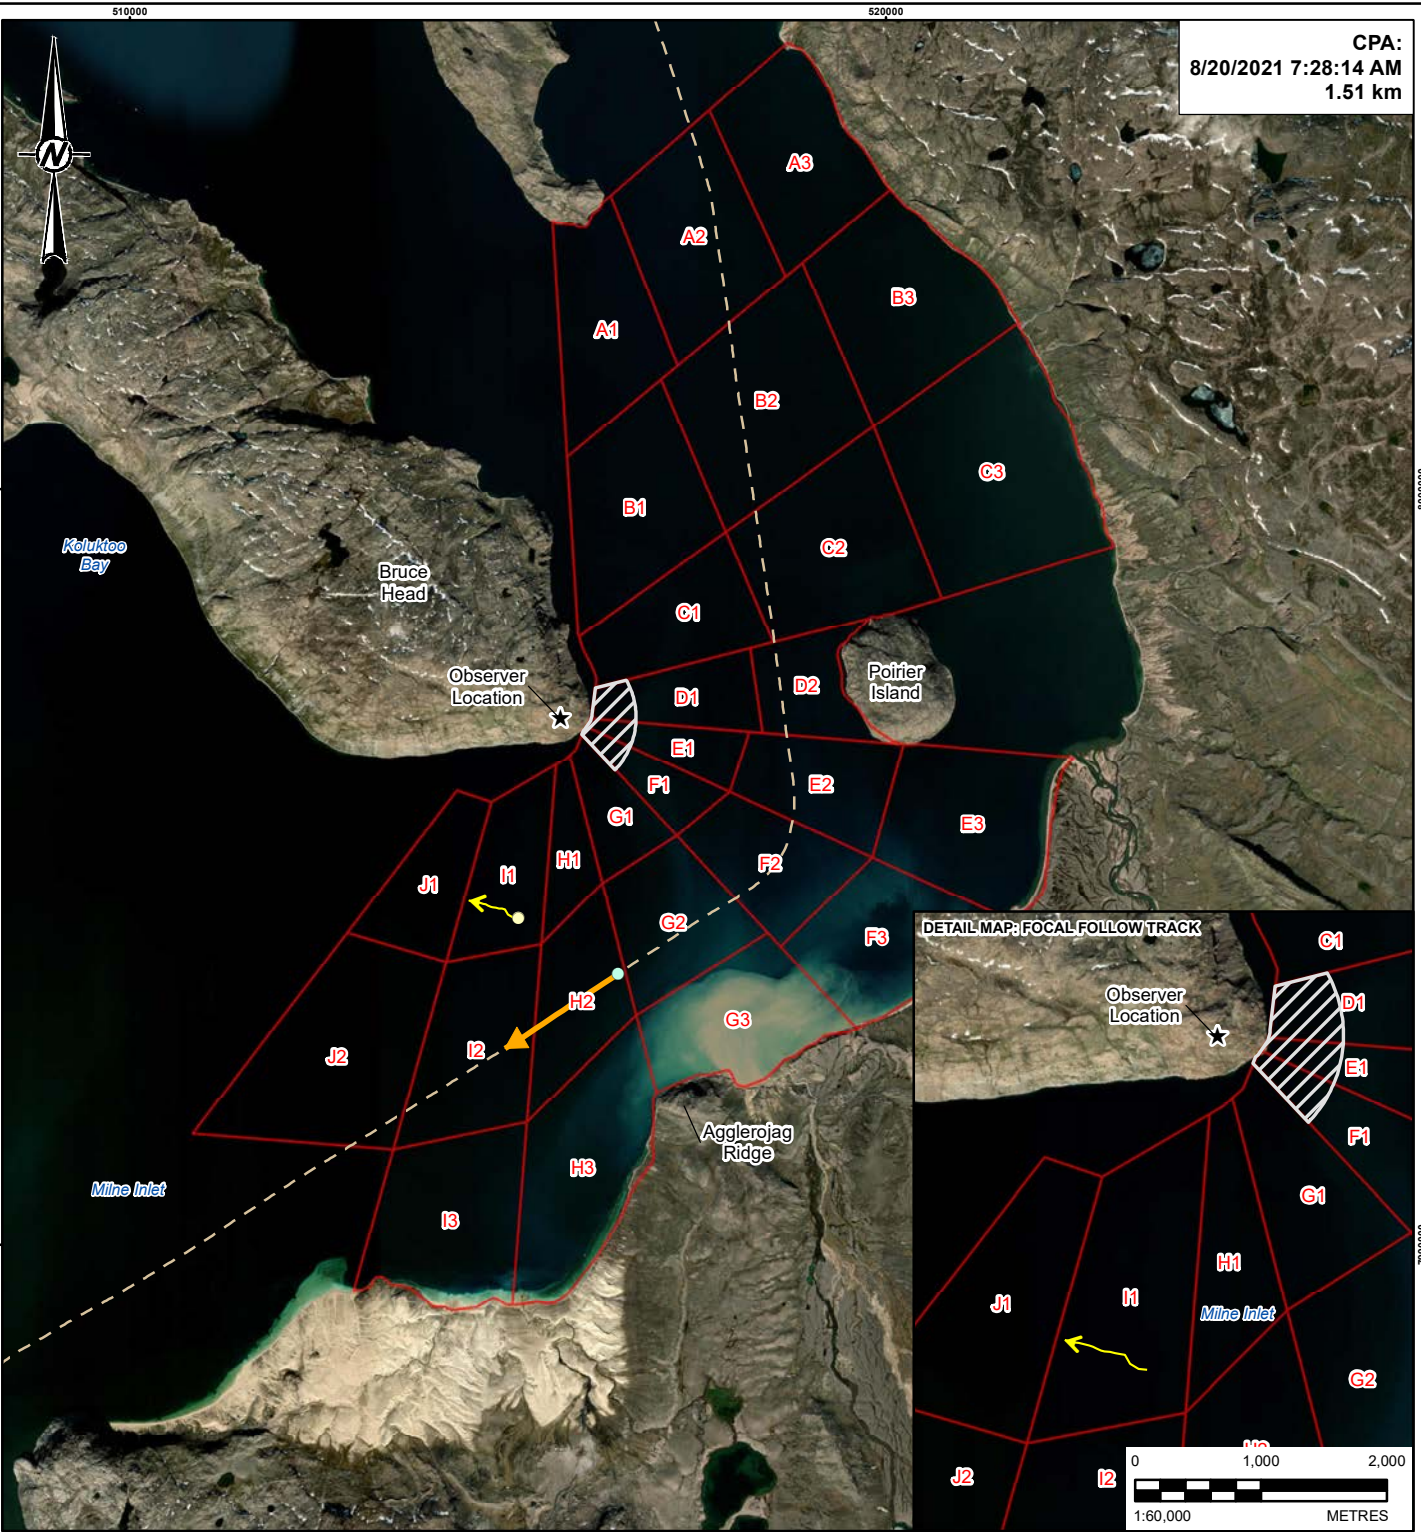 510000
520000
CPA:
8/20/2021 7:28:14 AM
1.51 km
N
A3
A2
B3
A1
B2
C3
B1
C2
Koluktoo
Bay
Bruce
Head
C1
Observer
Location
Poirier
Island
D1
D2
E1
F1
E2
G1
E3
H1
F2
I1
J1
G2
F3
H2
G3
I2
J2
Agglerojag
Ridge
H3
Milne Inlet
I3
DETAIL MAP: FOCAL FOLLOW TRACK
C1
Observer
Location
D1
E1
F1
G1
H1
I1
J1
Milne Inlet
G2
J2
I2
0
1,000
2,000
1:60,000
METRES